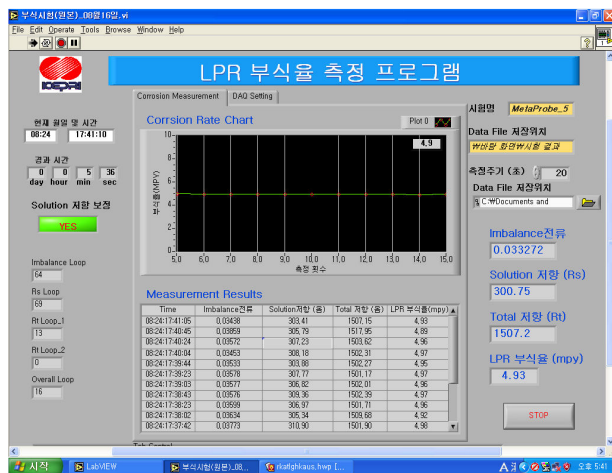 부식시험(원본)_08월16일.vi
File Edit Operate Tools Browse Window Help
KEPRI
LPR 부식율 측정 프로그램
Corrosion Measurement DAQ Setting
현재 월일 및 시간
08:24 17:41:10
경과 시간
0 0 5 36
day hour min sec
Solution 저항 보정
YES
Imbalance Loop
64
Rs Loop
69
Rt Loop_1
13
Rt Loop_2
0
Overall Loop
16
Corrsion Rate Chart
Plot 0
4.9
부식율(MPY)
10-
8-
6-
4-
2-
0-
5.0 6.0 7.0 8.0 9.0 10.0 11.0 12.0 13.0 14.0 15.0
측정 횟수
Measurement Results
Time Imbalance전류 Solution저항 (옴) Total 저항 (옴) LPR 부식률(mpy)
08:24:17:41:05 0.03438 303.41 1507.15 4.93
08:24:17:40:45 0.03859 305.79 1517.95 4.89
08:24:17:40:24 0.03572 307.23 1503.62 4.96
08:24:17:40:04 0.03453 308.18 1502.31 4.97
08:24:17:39:44 0.03533 303.88 1502.27 4.95
08:24:17:39:23 0.03578 307.77 1501.17 4.97
08:24:17:39:03 0.03577 306.82 1502.01 4.96
08:24:17:38:43 0.03576 309.36 1502.39 4.97
08:24:17:38:23 0.03599 306.97 1501.71 4.96
08:24:17:38:02 0.03634 305.34 1509.68 4.92
08:24:17:37:42 0.03773 310.90 1501.90 4.98
시험명 MetaProbe_5
Data File 저장위치
₩바탕 화면₩시험 결과
측정주기 (초) 20
Data File 저장위치
C:₩Documents and
Imbalance전류
0.033272
Solution 저항 (Rs)
300.75
Total 저항 (Rt)
1507.2
LPR 부식율 (mpy)
4.93
STOP
시작 LabVIEW 부식시험(원본)_08... rkatlghkaus.hwp [... 오후 5:41